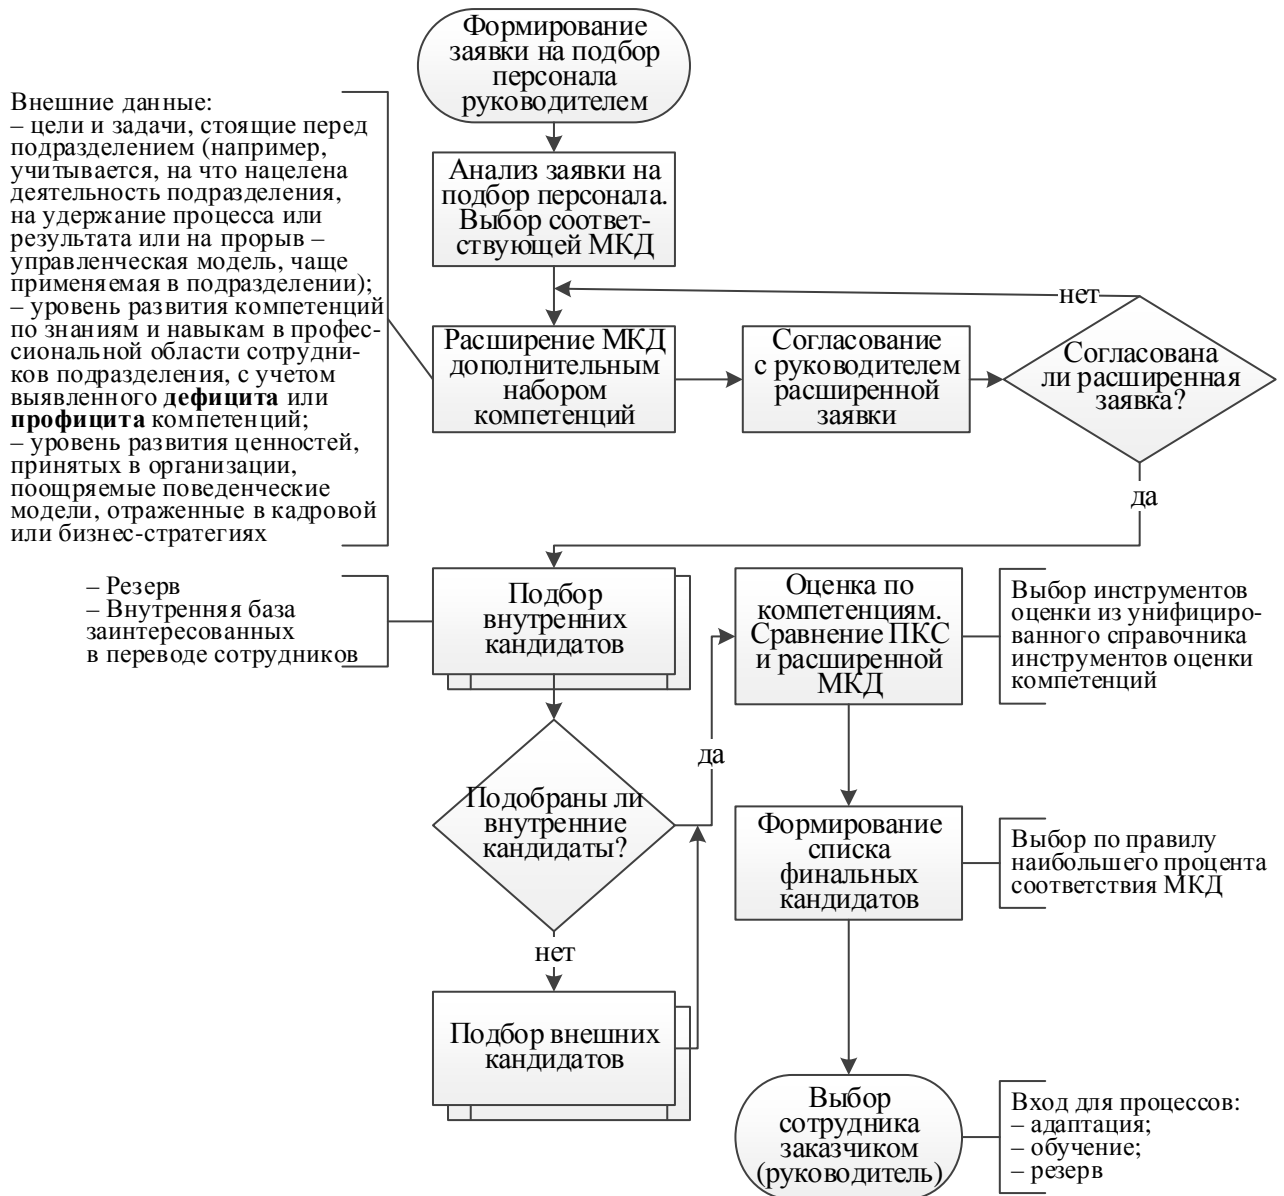 Формирование
заявки на подбор
персонала
руководителем
Внешние данные:
– цели и задачи, стоящие перед
подразделением (например,
учитывается, на что нацелена
деятельность подразделения,
на удержание процесса или
результата или на прорыв –
управленческая модель, чаще
применяемая в подразделении);
– уровень развития компетенций
по знаниям и навыкам в профес-
сиональной области сотрудни-
ков подразделения, с учетом
выявленного дефицита или
профицита компетенций;
– уровень развития ценностей,
принятых в организации,
поощряемые поведенческие
модели, отраженные в кадровой
или бизнес-стратегиях
Анализ заявки на
подбор персонала.
Выбор соответ-
ствующей МКД
нет
Расширение МКД
дополнительным
набором
компетенций
Согласование
с руководителем
расширенной
заявки
Согласована
ли расширенная
заявка?
да
– Резерв
– Внутренняя база
заинтересованных
в переводе сотрудников
Подбор
внутренних
кандидатов
Оценка по
компетенциям.
Сравнение ПКС
и расширенной
МКД
Выбор инструментов
оценки из унифициро-
ванного справочника
инструментов оценки
компетенций
да
Подобраны ли
внутренние
кандидаты?
Формирование
списка
финальных
кандидатов
Выбор по правилу
наибольшего процента
соответствия МКД
нет
Подбор внешних
кандидатов
Выбор
сотрудника
заказчиком
(руководитель)
Вход для процессов:
– адаптация;
– обучение;
– резерв